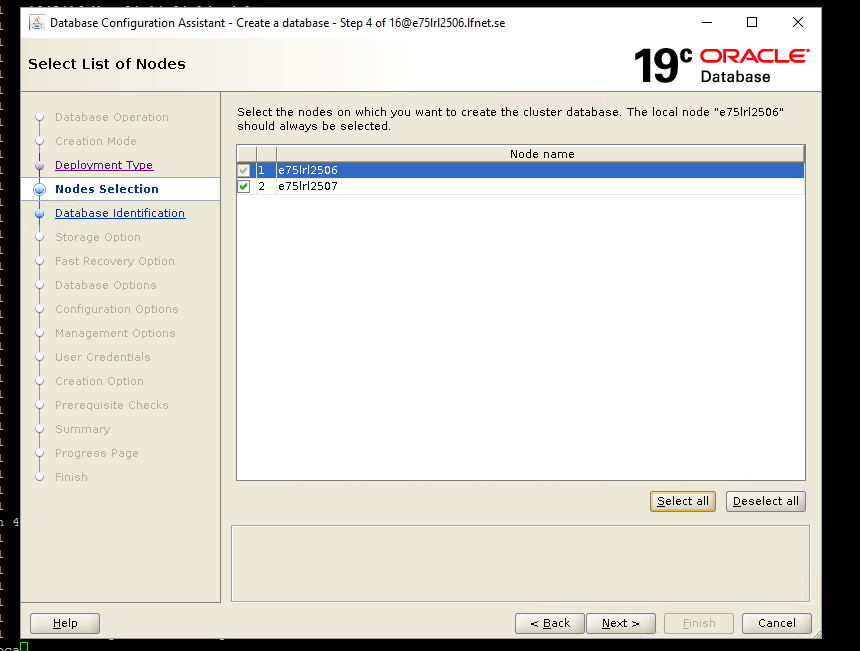 Database Configuration Assistant - Create a database - Step 4 of 16@e75lrl2506.lfnet.se
Select List of Nodes
19c ORACLE
Database
Database Operation
Creation Mode
Deployment Type
Nodes Selection
Database Identification
Storage Option
Fast Recovery Option
Database Options
Configuration Options
Management Options
User Credentials
Creation Option
Prerequisite Checks
Summary
Progress Page
Finish
Select the nodes on which you want to create the cluster database. The local node "e75lrl2506"
should always be selected.
Node name
1 e75lrl2506
2 e75lrl2507
Select all Deselect all
Help < Back Next > Finish Cancel